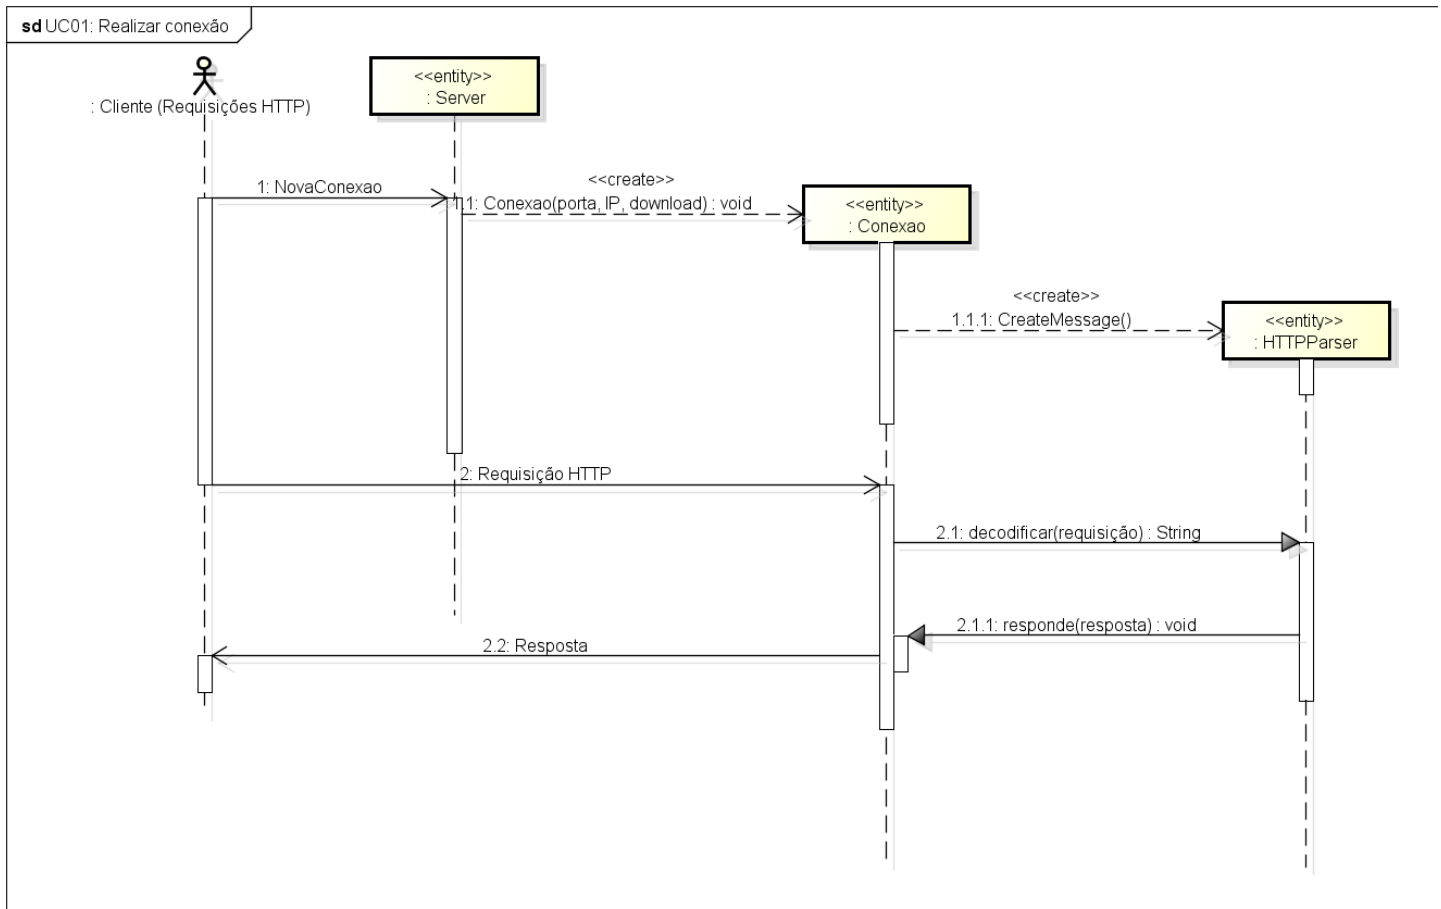 sd UC01: Realizar conexão
: Cliente (Requisições HTTP)
<<entity>>
: Server
1: NovaConexao
<<create>>
1.1: Conexao(porta, IP, download) : void
<<entity>>
: Conexao
<<create>>
1.1.1: CreateMessage()
<<entity>>
: HTTPParser
2: Requisição HTTP
2.1: decodificar(requisição) : String
2.1.1: responde(resposta) : void
2.2: Resposta